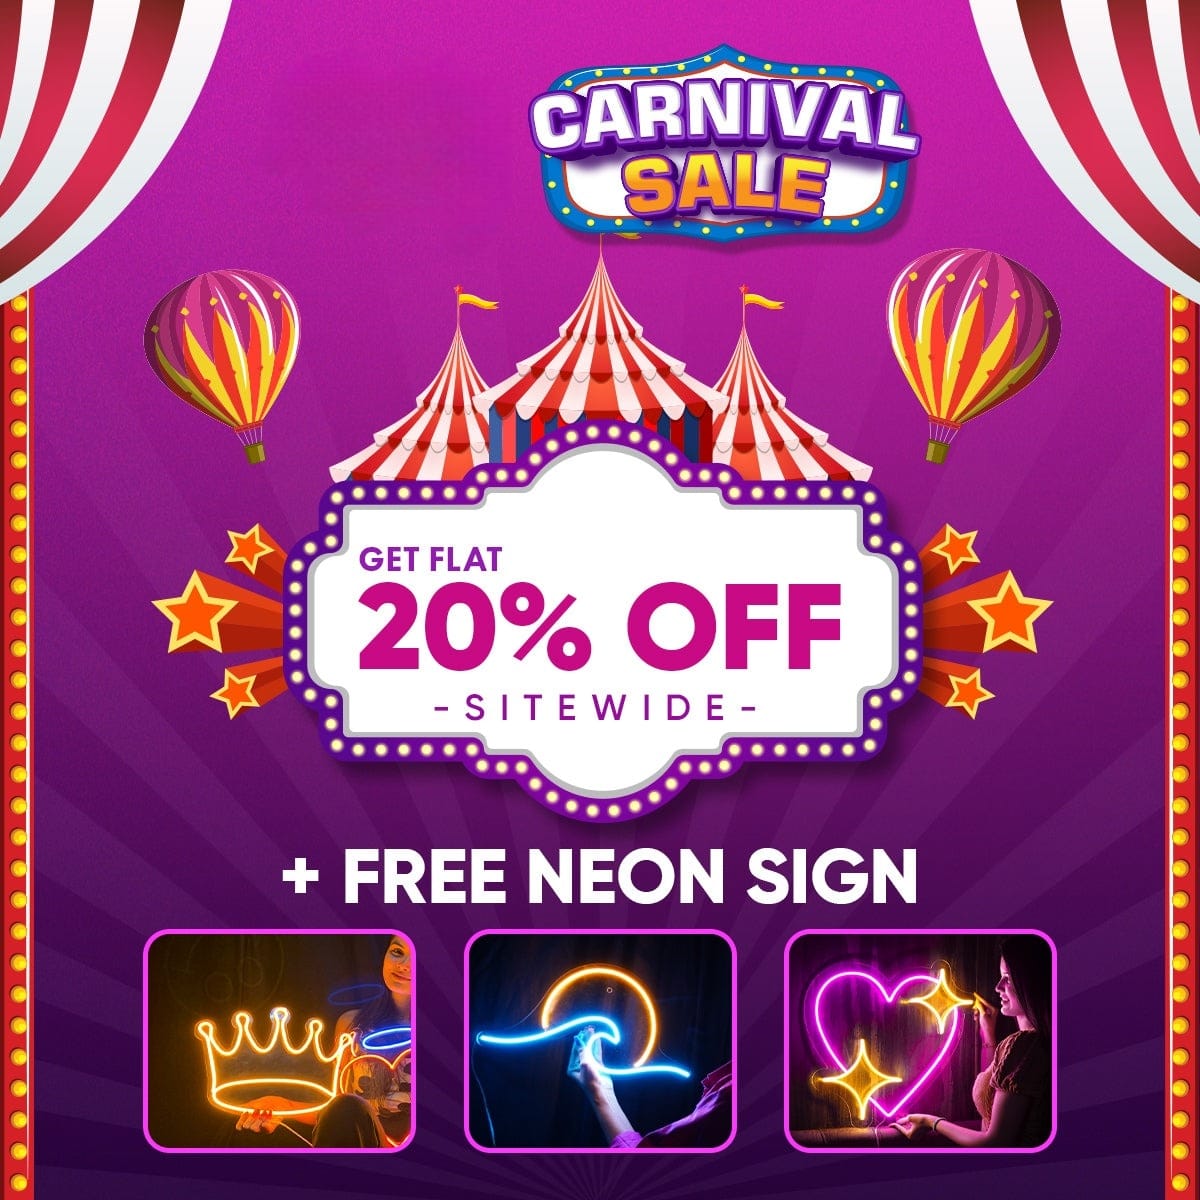 CARNIVAL
SALE
GET FLAT
20% OFF
-SITEWIDE-
+ FREE NEON SIGN